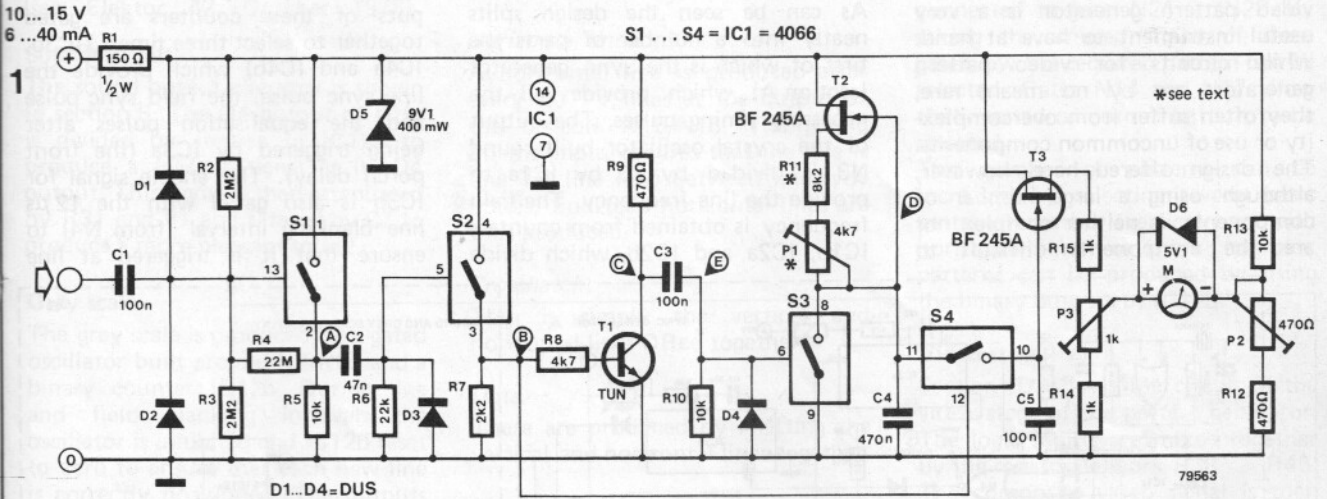 10....15 V
6...40 mA
R1
S1....S4 = IC1 = 4066
+
150 Ω
½W
1
T2
*see text
14
D5
9V1
400 mW
IC1
BF 245A
7
T3
R2
2M2
R9
470Ω
R11
8k2
*
D1
D
S1
1
S2
4
BF 245A
R15
1k
R13
10k
5V1
4k7
P1
*
13
5
C
C3
E
M
C1
100n
100n
S3
8
+
-
S4
P3
1k
470Ω
P2
2
3
T1
6
11
10
R4
22M
A
C2
47n
B
R8
4k7
TUN
R3
2M2
R5
10k
R6
22k
D3
R7
2k2
R10
10k
D4
9
C4
470n
12
C5
100n
R14
1k
R12
470Ω
D2
0
D1...D4=DUS
79563